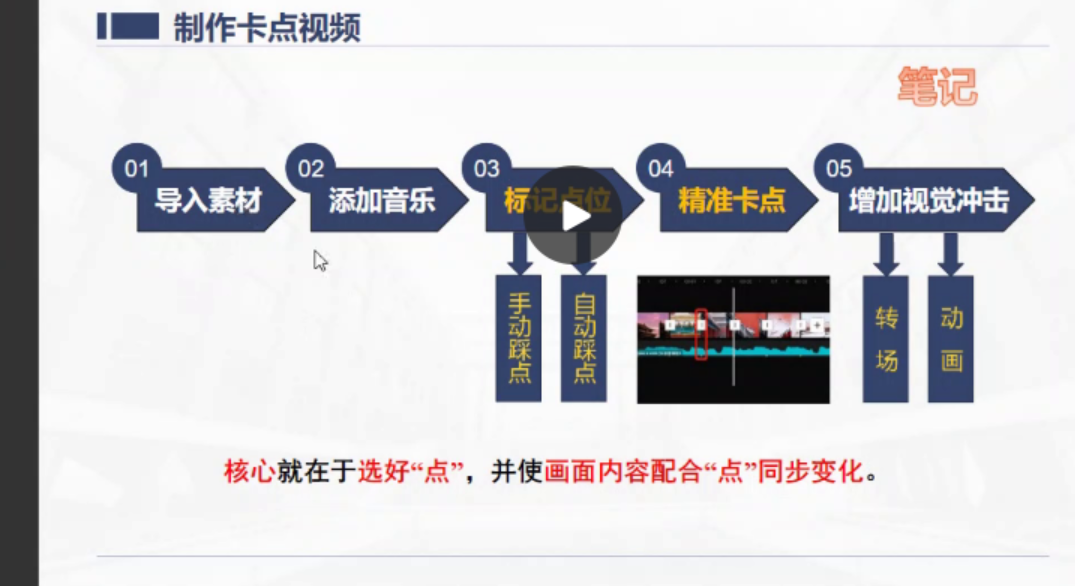 制作卡点视频
笔记
01
导入素材
02
添加音乐
03
标记点位
04
精准卡点
05
增加视觉冲击
手动踩点
自动踩点
转场
动画
核心就在于选好“点”，并使画面内容配合“点”同步变化。